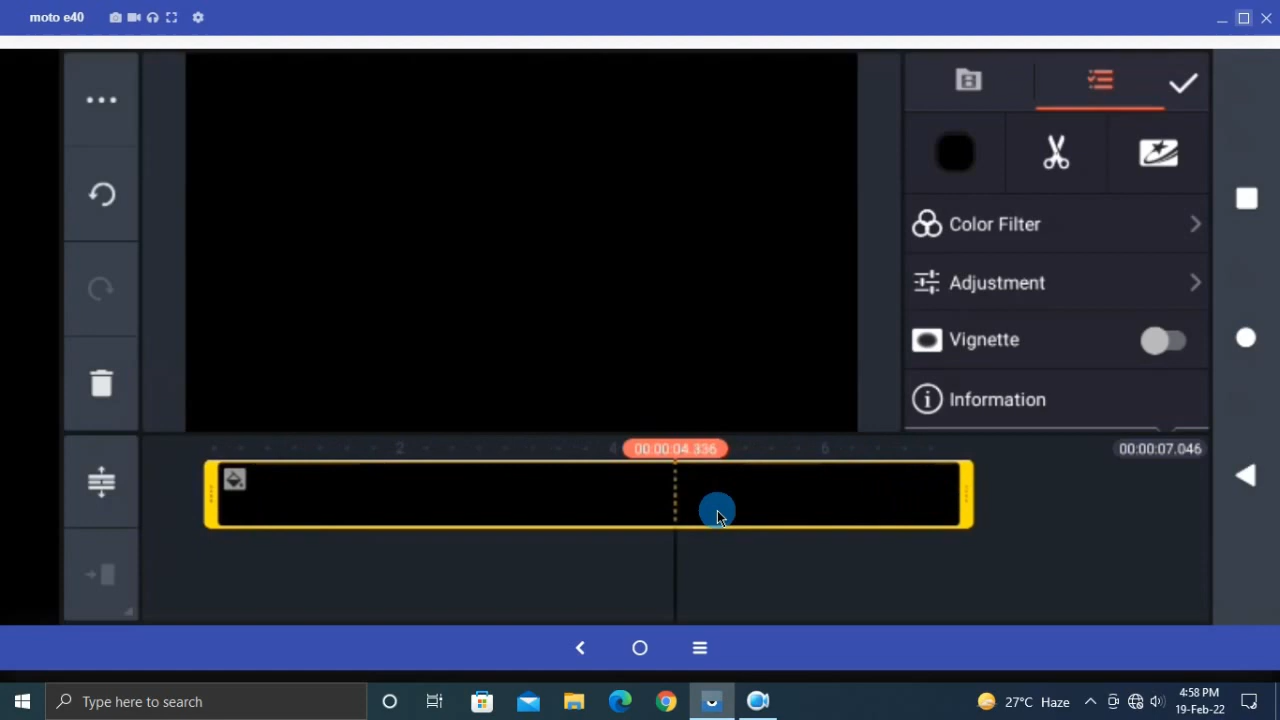 moto e40
Color Filter
Adjustment
Vignette
Information
2
4
00:00:04.336
6
00:00:07.046
Type here to search
27°C Haze
4:58 PM
19-Feb-22